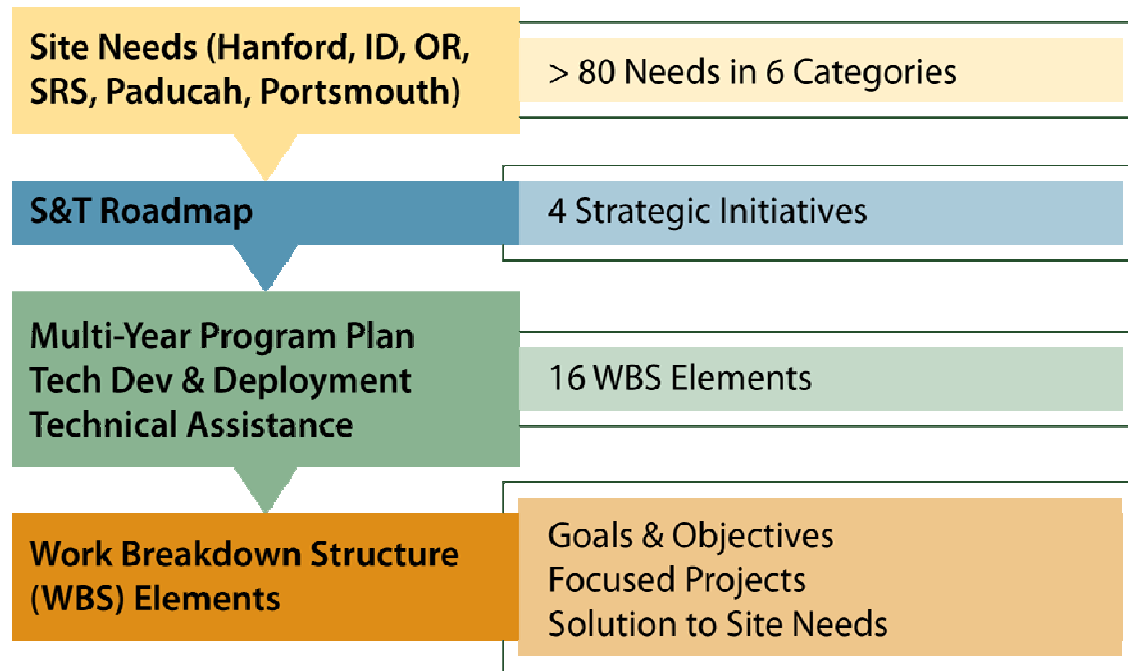 Site Needs (Hanford, ID, OR,
SRS, Paducah, Portsmouth)
> 80 Needs in 6 Categories
S&T Roadmap
4 Strategic Initiatives
Multi-Year Program Plan
Tech Dev & Deployment
Technical Assistance
16 WBS Elements
Work Breakdown Structure
(WBS) Elements
Goals & Objectives
Focused Projects
Solution to Site Needs